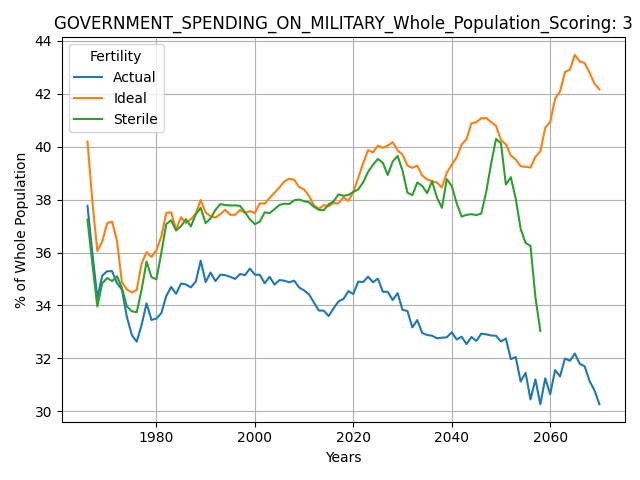 GOVERNMENT_SPENDING_ON_MILITARY_Whole_Population_Scoring: 3
Fertility
Actual
Ideal
Sterile
% of Whole Population
44
42
40
38
36
34
32
30
1980
2000
2020
2040
2060
Years